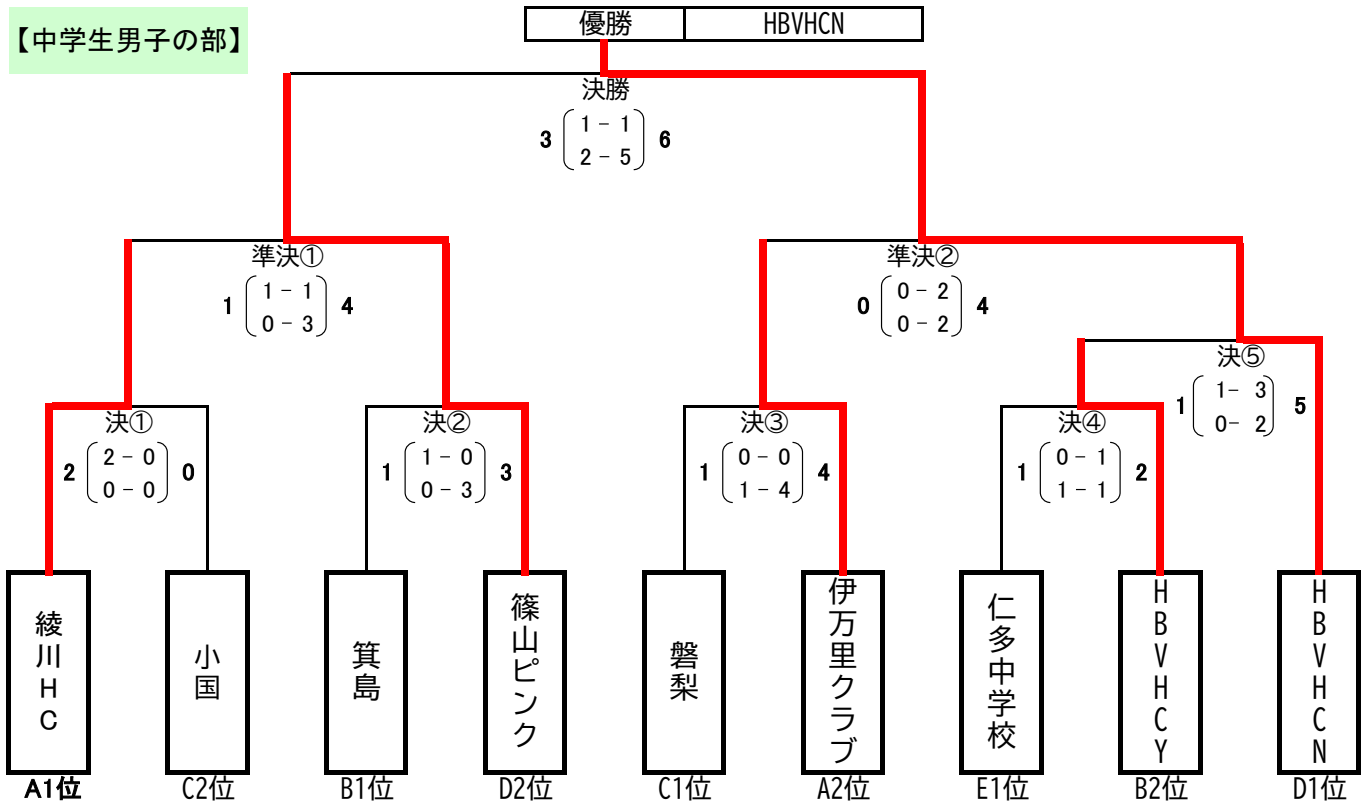 【中学生男子の部】
優勝 HBVHCN
決勝
3 1 - 1 6
2 - 5
準決①
1 1 - 1 4
0 - 3
準決②
0 0 - 2 4
0 - 2
決⑤
1 1- 3 5
0- 2
決①
2 2 - 0 0
0 - 0
決②
1 1 - 0 3
0 - 3
決③
1 0 - 0 4
1 - 4
決④
1 0 - 1 2
1 - 1
綾川HC
小国
箕島
篠山ピンク
磐梨
伊万里クラブ
仁多中学校
HBVHCY
HBVHCN
A1位 C2位 B1位 D2位 C1位 A2位 E1位 B2位 D1位